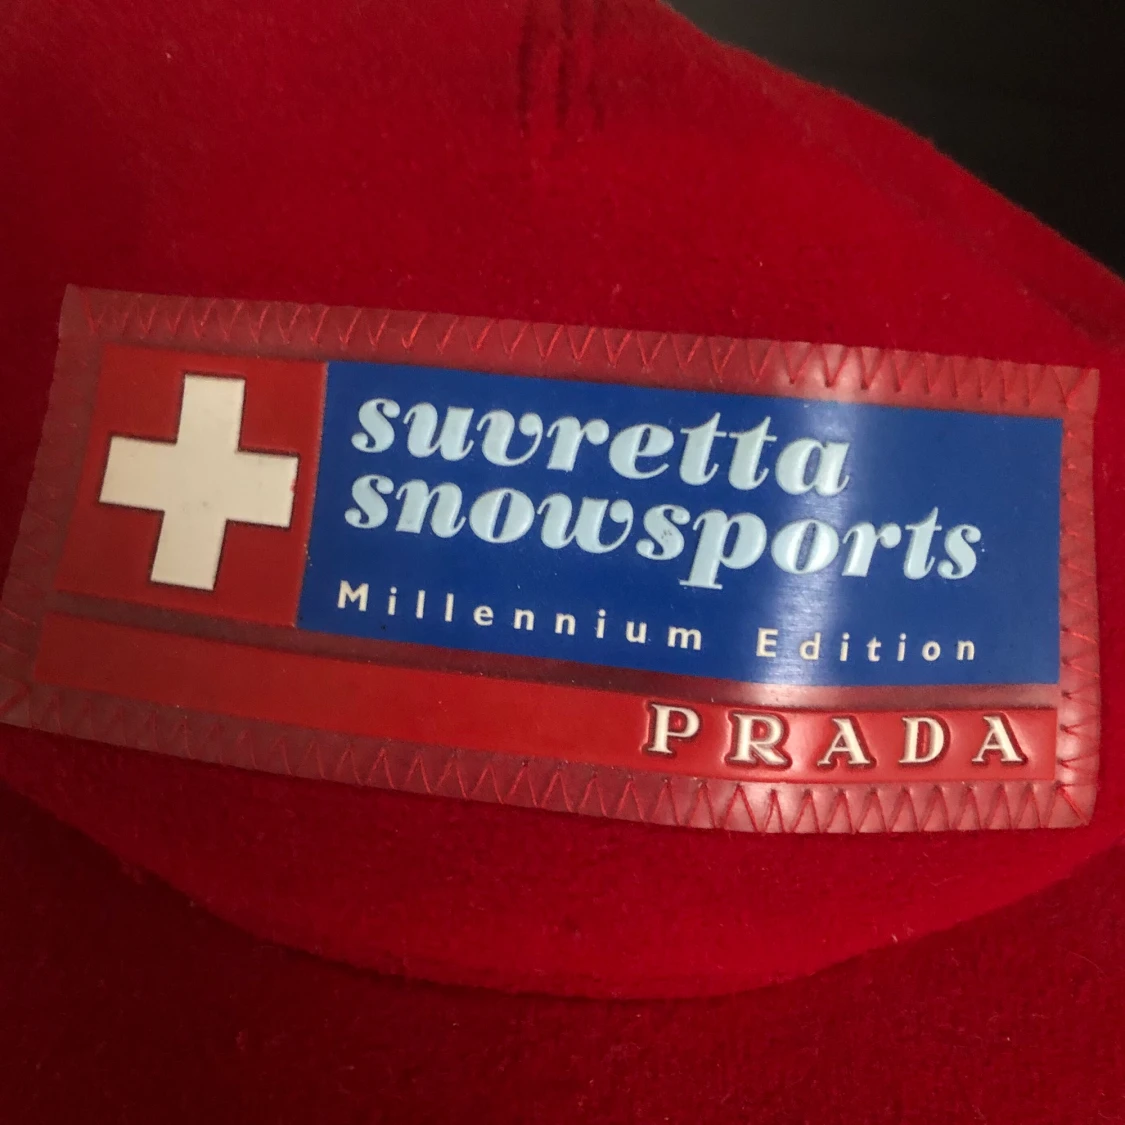 suvretta
snowsports
Millennium Edition
PRADA